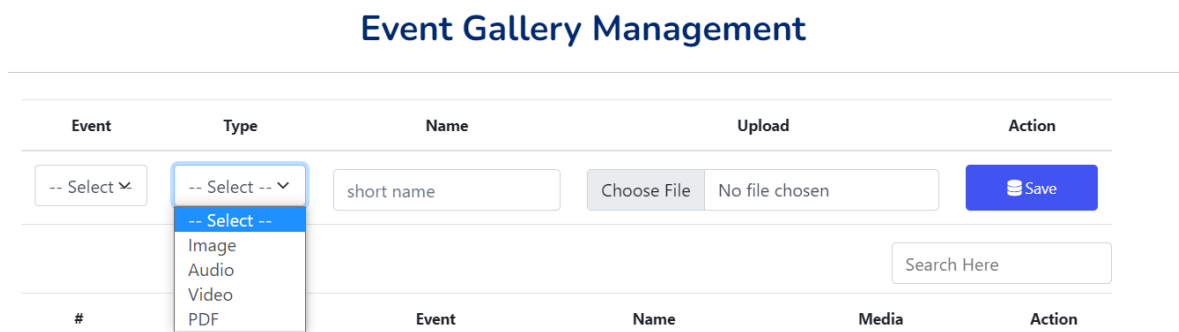 Event Gallery Management
Event Type Name Upload Action
-- Select -- -- Select -- short name Choose File No file chosen Save
-- Select --
Image
Audio
Video
PDF
Search Here
# Event Name Media Action